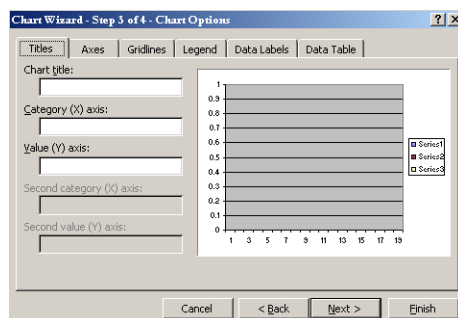 Chart Wizard - Step 3 of 4 - Chart Options
Titles Axes Gridlines Legend Data Labels Data Table
Chart title:
Category (X) axis:
Value (Y) axis:
Second category (X) axis:
Second value (Y) axis:
1
0.9
0.8
0.7
0.6
0.5
0.4
0.3
0.2
0.1
0
1 3 5 7 9 11 13 15 17 19
Series1
Series2
Series3
Cancel < Back Next > Finish